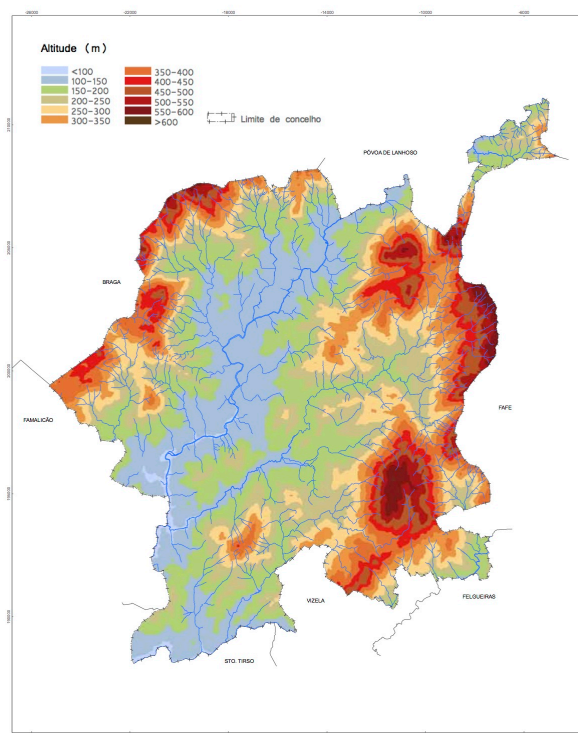 Altitude ( m )
<100
100-150
150-200
200-250
250-300
300-350
350-400
400-450
450-500
500-550
550-600
>600
Limite de concelho
PÓVOA DE LANHOSO
BRAGA
FAMALICÃO
FAFE
VIZELA
FELGUEIRAS
STO. TIRSO